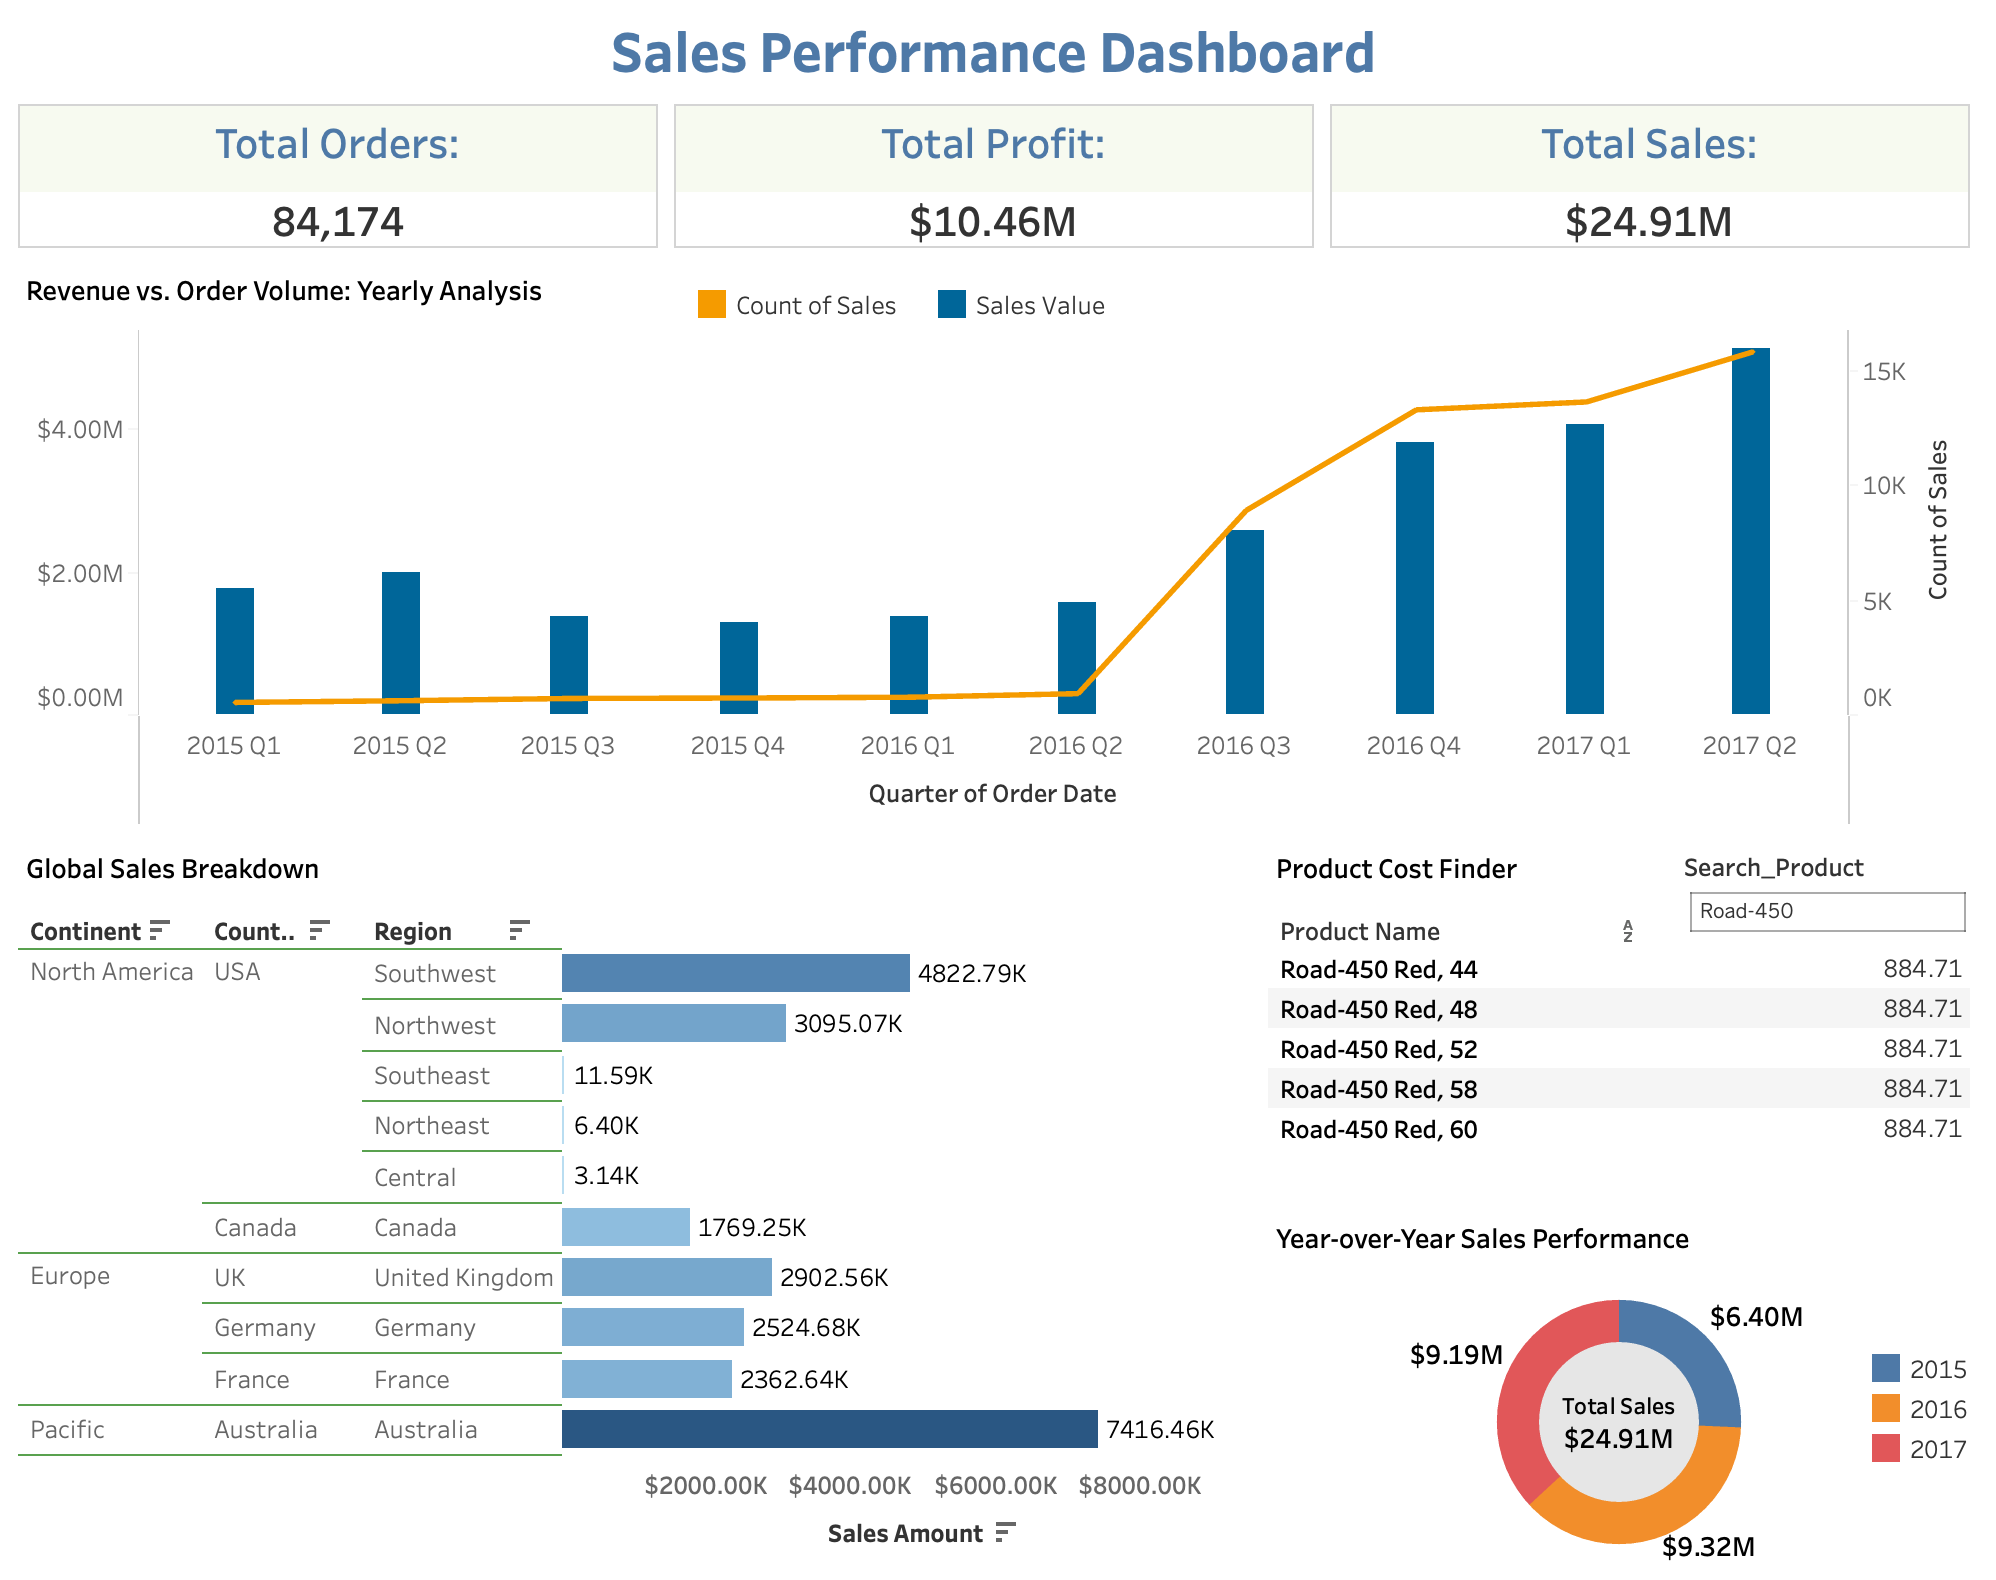 Sales Performance Dashboard
Total Orders:
84,174
Total Profit:
$10.46M
Total Sales:
$24.91M
Revenue vs. Order Volume: Yearly Analysis
Count of Sales
Sales Value
$4.00M
$2.00M
$0.00M
15K
10K
5K
0K
Count of Sales
2015 Q1 2015 Q2 2015 Q3 2015 Q4 2016 Q1 2016 Q2 2016 Q3 2016 Q4 2017 Q1 2017 Q2
Quarter of Order Date
Global Sales Breakdown
Continent Count.. Region
North America USA Southwest 4822.79K
Northwest 3095.07K
Southeast 11.59K
Northeast 6.40K
Central 3.14K
Canada Canada 1769.25K
Europe UK United Kingdom 2902.56K
Germany Germany 2524.68K
France France 2362.64K
Pacific Australia Australia 7416.46K
$2000.00K $4000.00K $6000.00K $8000.00K
Sales Amount
Product Cost Finder
Search_Product
Road-450
Product Name
A
Z
Road-450 Red, 44 884.71
Road-450 Red, 48 884.71
Road-450 Red, 52 884.71
Road-450 Red, 58 884.71
Road-450 Red, 60 884.71
Year-over-Year Sales Performance
$6.40M
$9.19M
Total Sales
$24.91M
$9.32M
2015
2016
2017